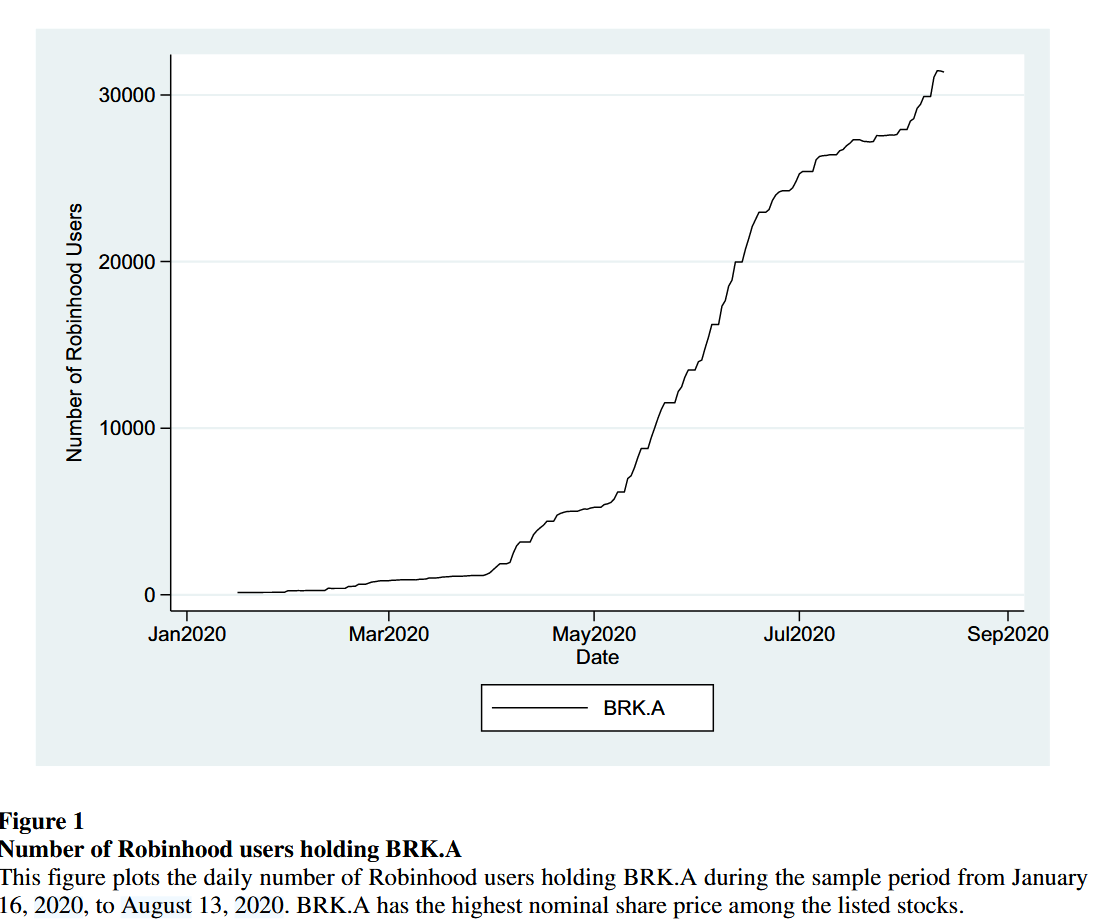 30000
20000
10000
0
Number of Robinhood Users
Jan2020 Mar2020 May2020 Jul2020 Sep2020
Date
BRK.A
Figure 1
Number of Robinhood users holding BRK.A
This figure plots the daily number of Robinhood users holding BRK.A during the sample period from January
16, 2020, to August 13, 2020. BRK.A has the highest nominal share price among the listed stocks.